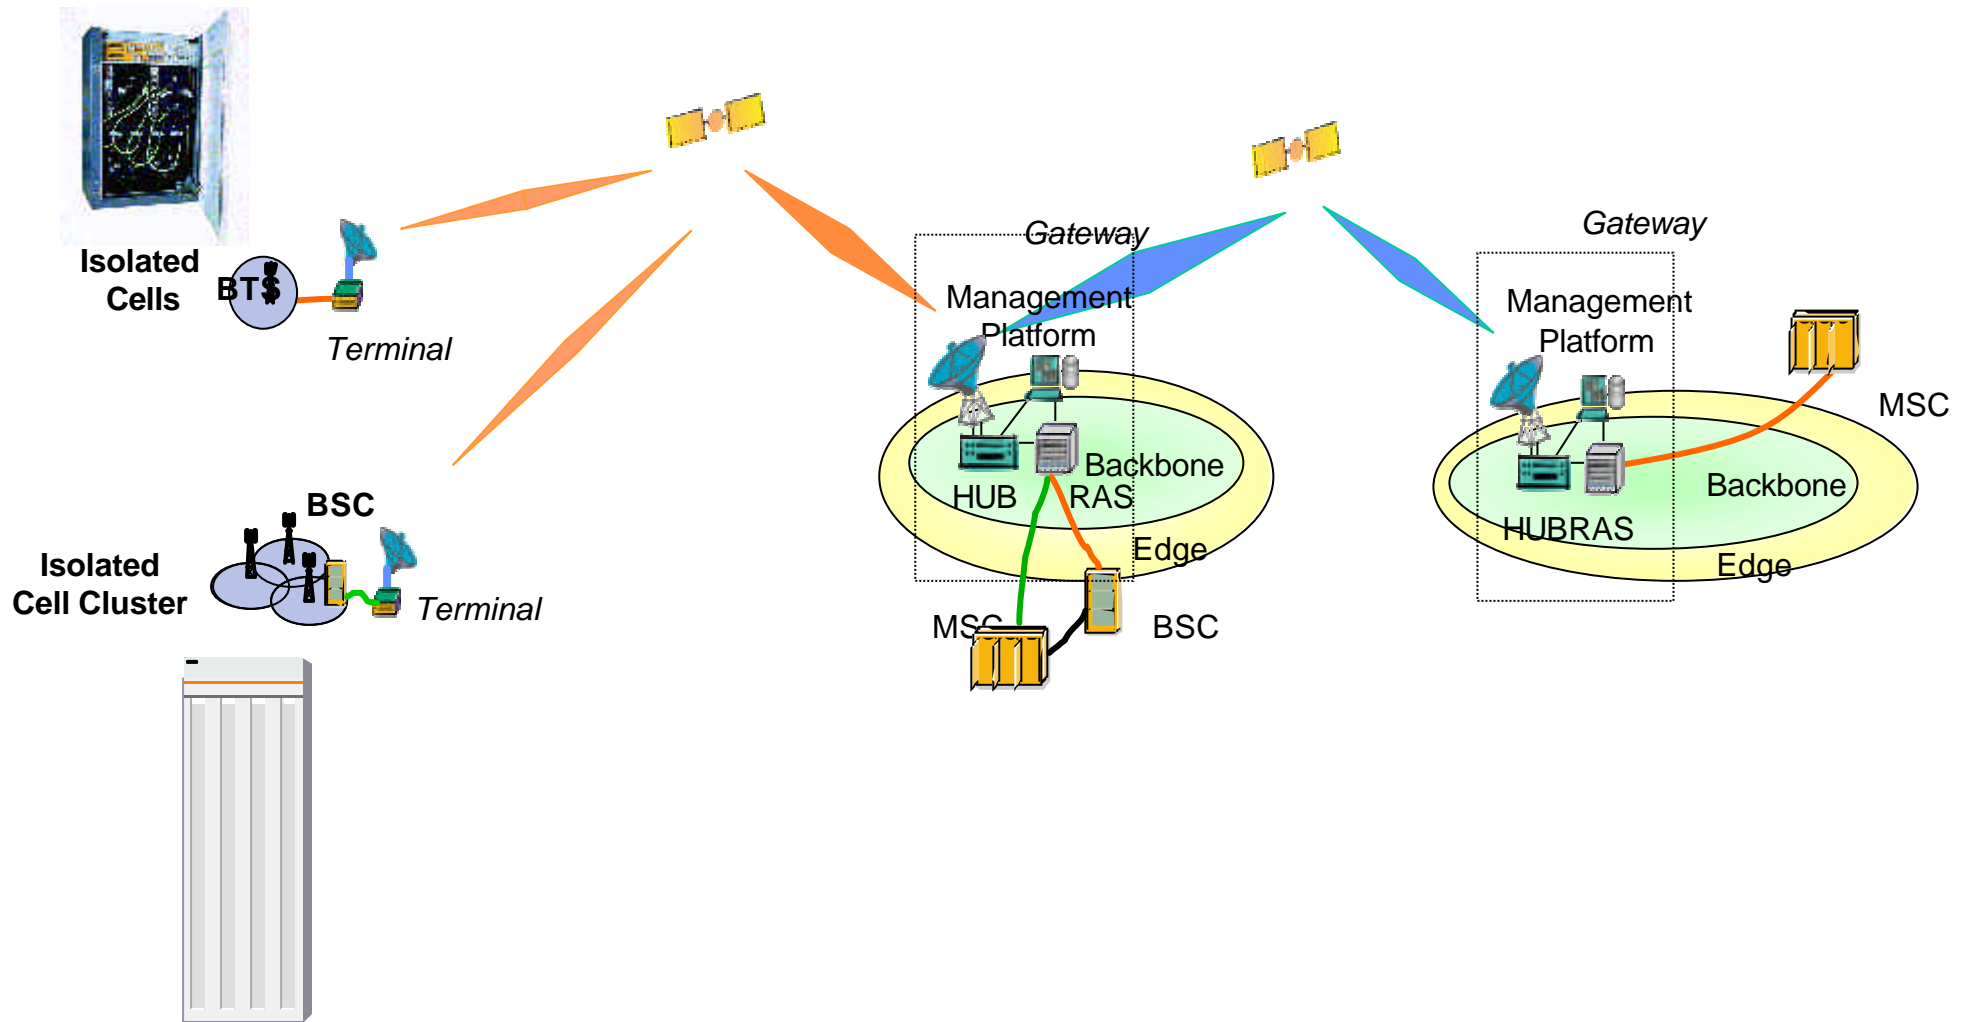 Isolated
Cells
BTS
Terminal
BSC
Isolated
Cell Cluster
Terminal
Gateway
Management
Platform
Backbone
HUB
RAS
Edge
MSC
BSC
Gateway
Management
Platform
MSC
Backbone
HUBRAS
Edge